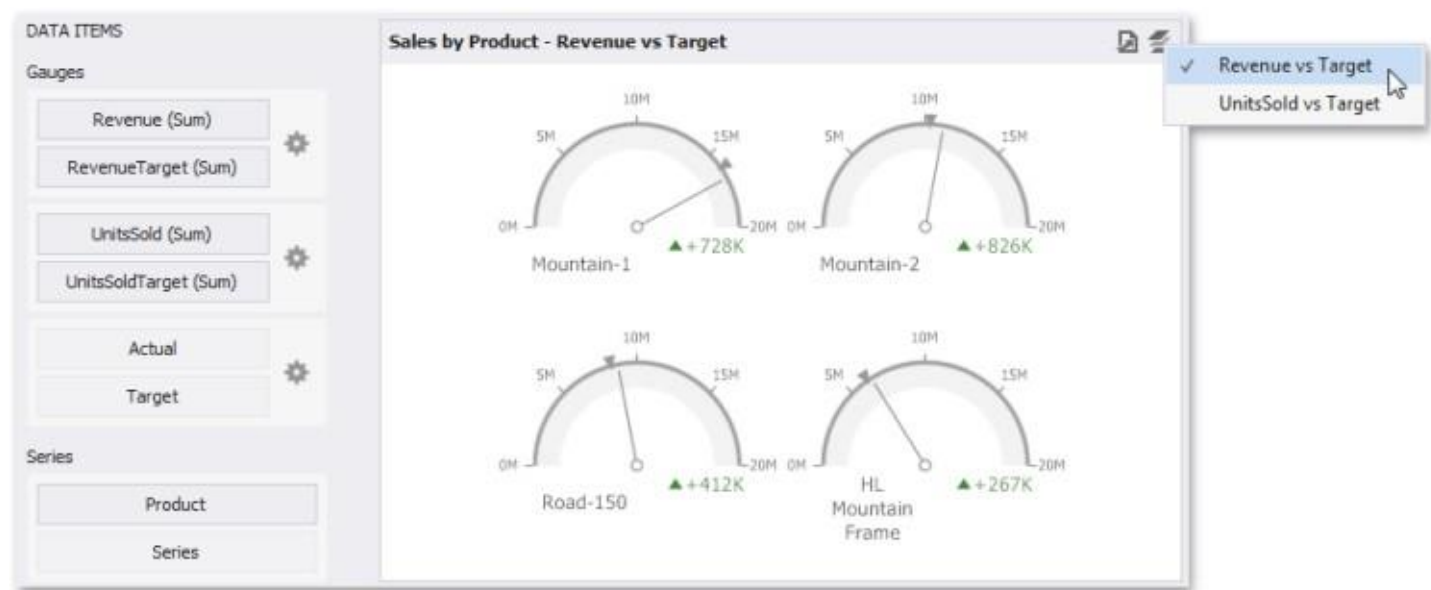 DATA ITEMS
Gauges
Revenue (Sum)
RevenueTarget (Sum)
UnitsSold (Sum)
UnitsSoldTarget (Sum)
Actual
Target
Series
Product
Series
Sales by Product - Revenue vs Target
Revenue vs Target
UnitsSold vs Target
0M
5M
10M
15M
20M
+728K
Mountain-1
0M
5M
10M
15M
20M
+826K
Mountain-2
0M
5M
10M
15M
20M
+412K
Road-150
0M
5M
10M
15M
20M
+267K
HL
Mountain
Frame